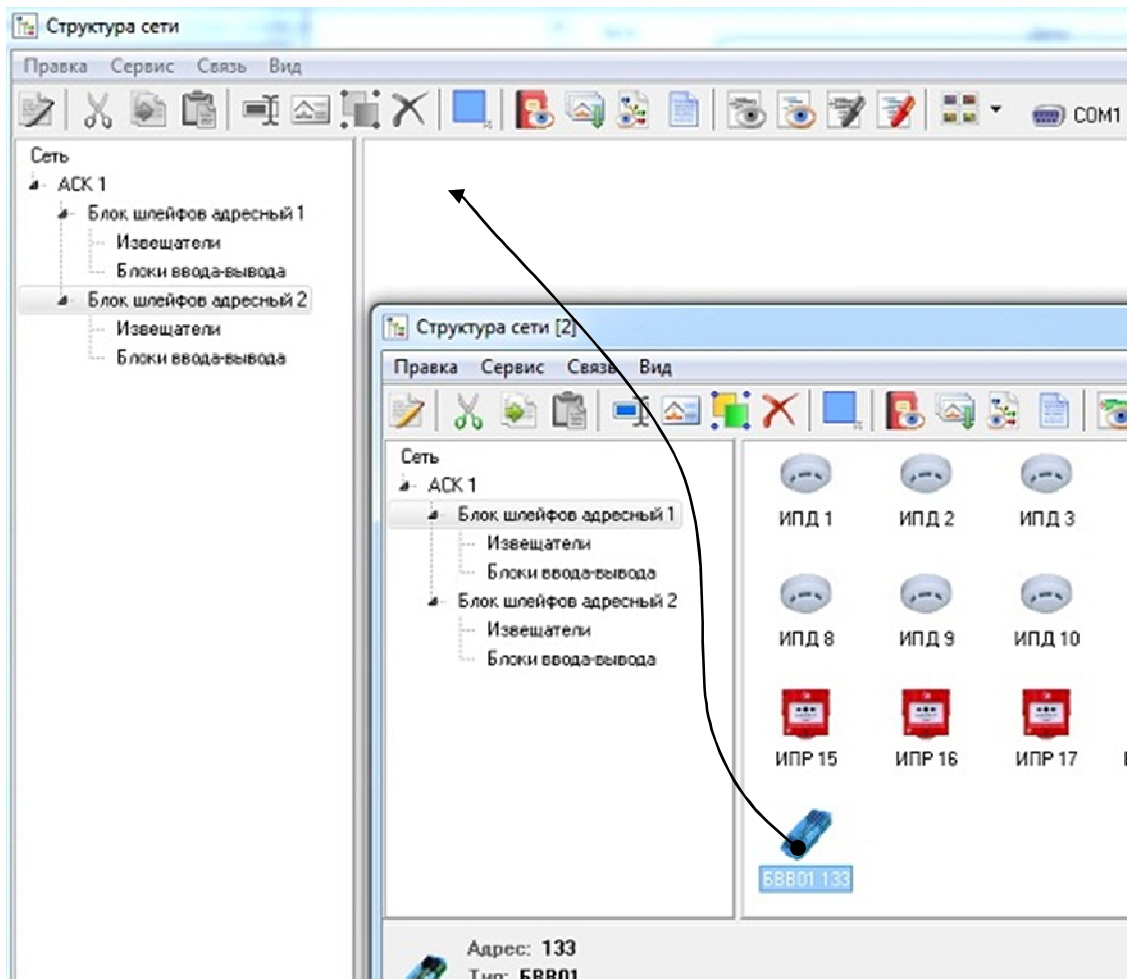 Структура сети
Правка Сервис Связь Вид
COM1
Сеть
АСК 1
Блок шлейфов адресный 1
Извещатели
Блоки ввода-вывода
Блок шлейфов адресный 2
Извещатели
Блоки ввода-вывода
Структура сети [2]
Правка Сервис Связь Вид
Сеть
АСК 1
Блок шлейфов адресный 1
Извещатели
Блоки ввода-вывода
Блок шлейфов адресный 2
Извещатели
Блоки ввода-вывода
ИПД 1 ИПД 2 ИПД 3
ИПД 8 ИПД 9 ИПД 10
ИПР 15 ИПР 16 ИПР 17
БВВ01 133
Адрес: 133
Тип: БВВ01